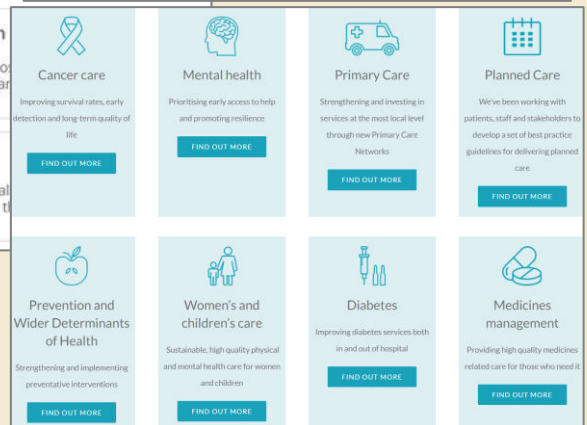 Cancer care
Improving survival rates, early
detection and long-term quality of
life
FIND OUT MORE
Mental health
Prioritising early access to help
and promoting resilience
FIND OUT MORE
Primary Care
Strengthening and investing in
services at the most local level
through new Primary Care
Networks
FIND OUT MORE
Planned Care
We've been working with
patients, staff and stakeholders to
develop a set of best practice
guidelines for delivering planned
care
FIND OUT MORE
Prevention and
Wider Determinants
of Health
Strengthening and implementing
preventative interventions
FIND OUT MORE
Women's and
children's care
Sustainable, high quality physical
and mental health care for women
and children
FIND OUT MORE
Diabetes
Improving diabetes services both
in and out of hospital
FIND OUT MORE
Medicines
management
Providing high quality medicines
related care for those who need it
FIND OUT MORE